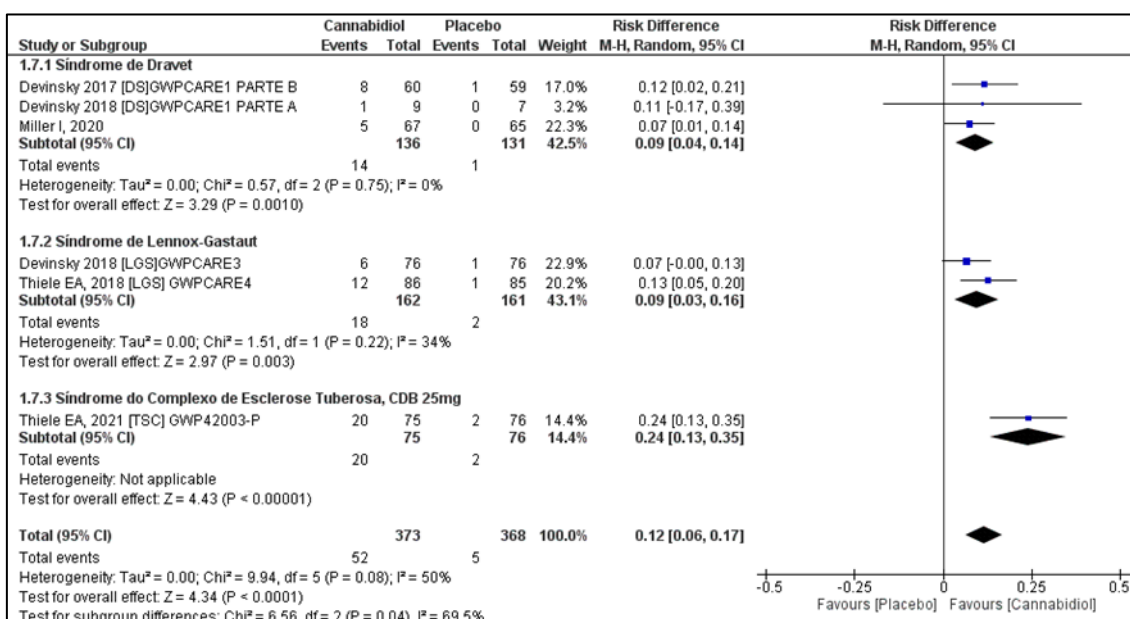 Cannabidiol Placebo Risk Difference Risk Difference
Study or Subgroup Events Total Events Total Weight M-H, Random, 95% CI M-H, Random, 95% CI
1.7.1 Síndrome de Dravet
Devinsky 2017 [DS]GWPCARE1 PARTE B 8 60 1 59 17.0% 0.12 [0.02, 0.21]
Devinsky 2018 [DS]GWPCARE1 PARTE A 1 9 0 7 3.2% 0.11 [-0.17, 0.39]
Miller I, 2020 5 67 0 65 22.3% 0.07 [0.01, 0.14]
Subtotal (95% CI) 136 131 42.5% 0.09 [0.04, 0.14]
Total events 14 1
Heterogeneity: Tau² = 0.00; Chi² = 0.57, df = 2 (P = 0.75); I² = 0%
Test for overall effect: Z = 3.29 (P = 0.0010)
1.7.2 Síndrome de Lennox-Gastaut
Devinsky 2018 [LGS]GWPCARE3 6 76 1 76 22.9% 0.07 [-0.00, 0.13]
Thiele EA, 2018 [LGS] GWPCARE4 12 86 1 85 20.2% 0.13 [0.05, 0.20]
Subtotal (95% CI) 162 161 43.1% 0.09 [0.03, 0.16]
Total events 18 2
Heterogeneity: Tau² = 0.00; Chi² = 1.51, df = 1 (P = 0.22); I² = 34%
Test for overall effect: Z = 2.97 (P = 0.003)
1.7.3 Síndrome do Complexo de Esclerose Tuberosa, CDB 25mg
Thiele EA, 2021 [TSC] GWP42003-P 20 75 2 76 14.4% 0.24 [0.13, 0.35]
Subtotal (95% CI) 75 76 14.4% 0.24 [0.13, 0.35]
Total events 20 2
Heterogeneity: Not applicable
Test for overall effect: Z = 4.43 (P < 0.00001)
Total (95% CI) 373 368 100.0% 0.12 [0.06, 0.17]
Total events 52 5
Heterogeneity: Tau² = 0.00; Chi² = 9.94, df = 5 (P = 0.08); I² = 50%
Test for overall effect: Z = 4.34 (P < 0.0001)
Test for subgroup differences: Chi² = 6.56, df = 2 (P = 0.04), I² = 69.5%
-0.5 -0.25 0 0.25 0.5
Favours [Placebo] Favours [Cannabidiol]